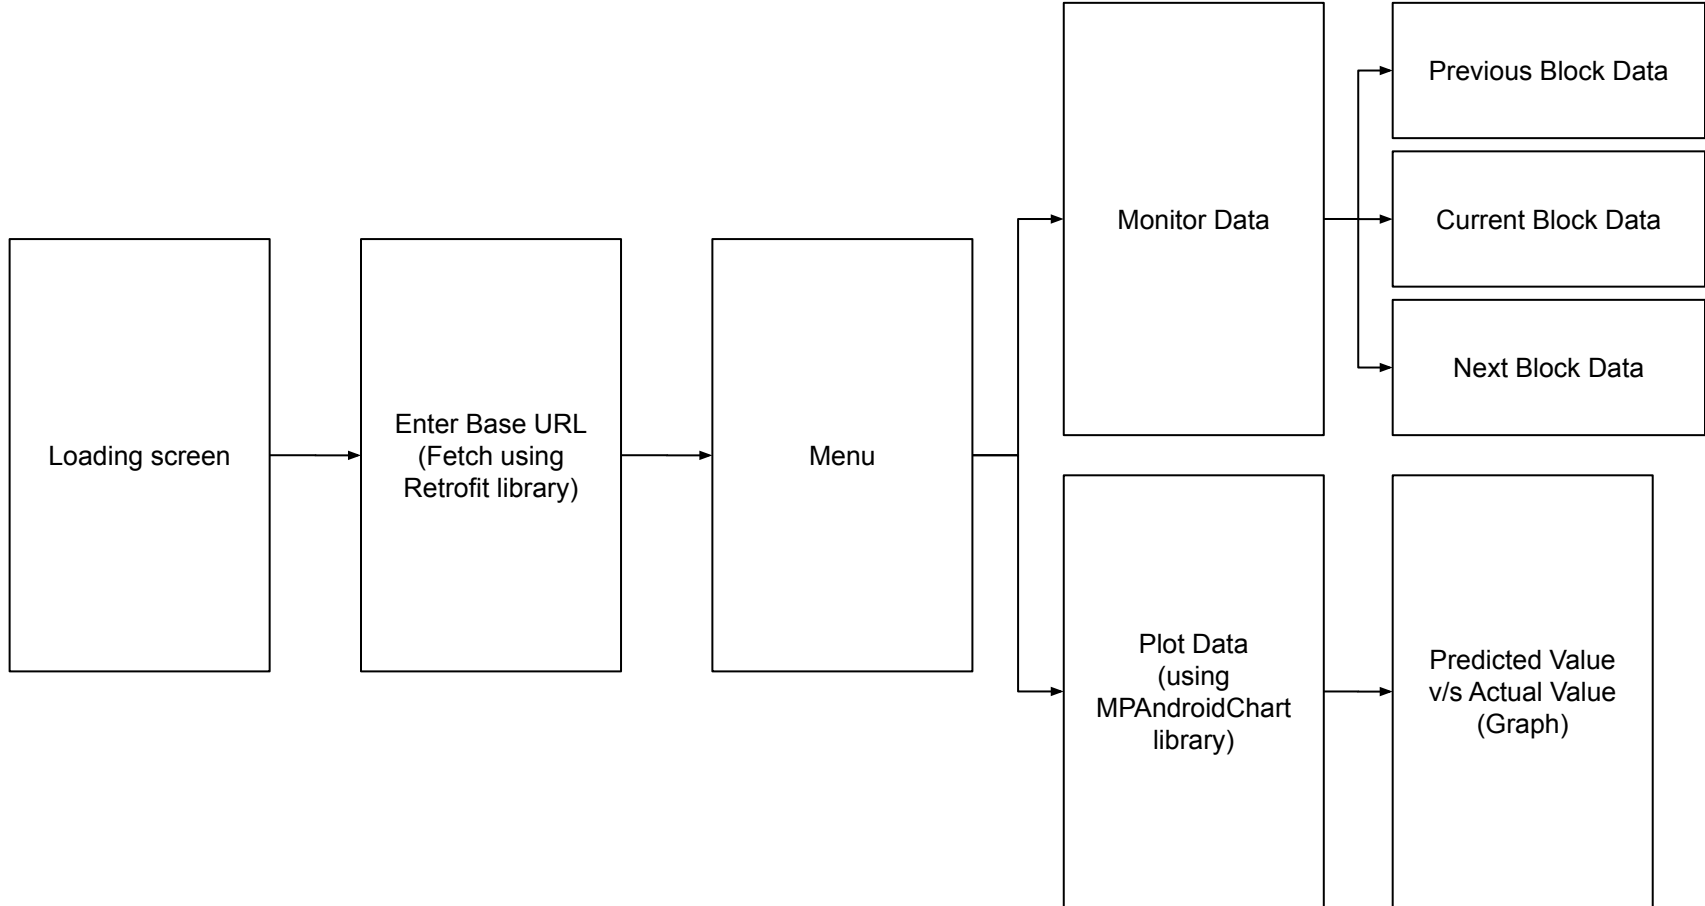 Loading screen
Enter Base URL
(Fetch using
Retrofit library)
Menu
Monitor Data
Previous Block Data
Current Block Data
Next Block Data
Plot Data
(using
MPAndroidChart
library)
Predicted Value
v/s Actual Value
(Graph)